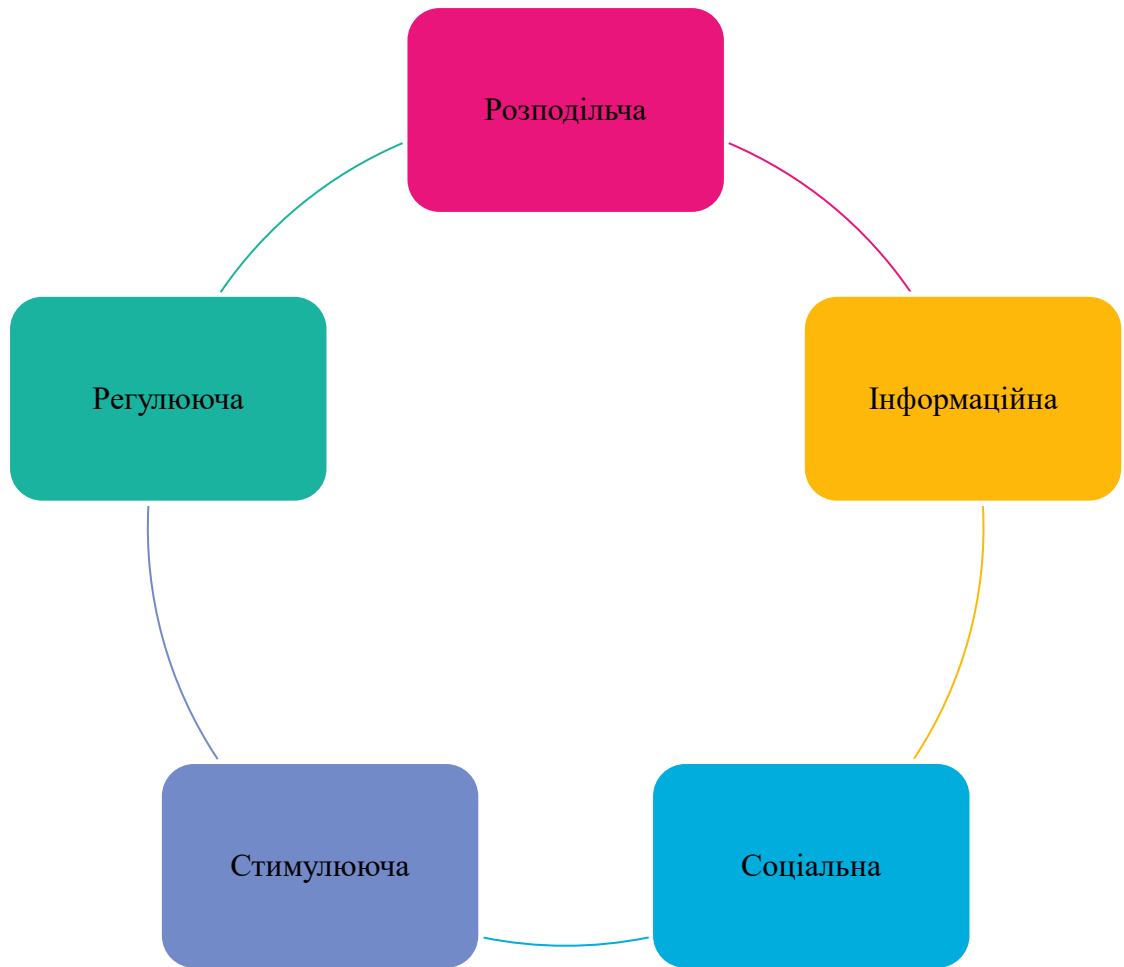 Розподільча
Інформаційна
Соціальна
Стимулююча
Регулююча